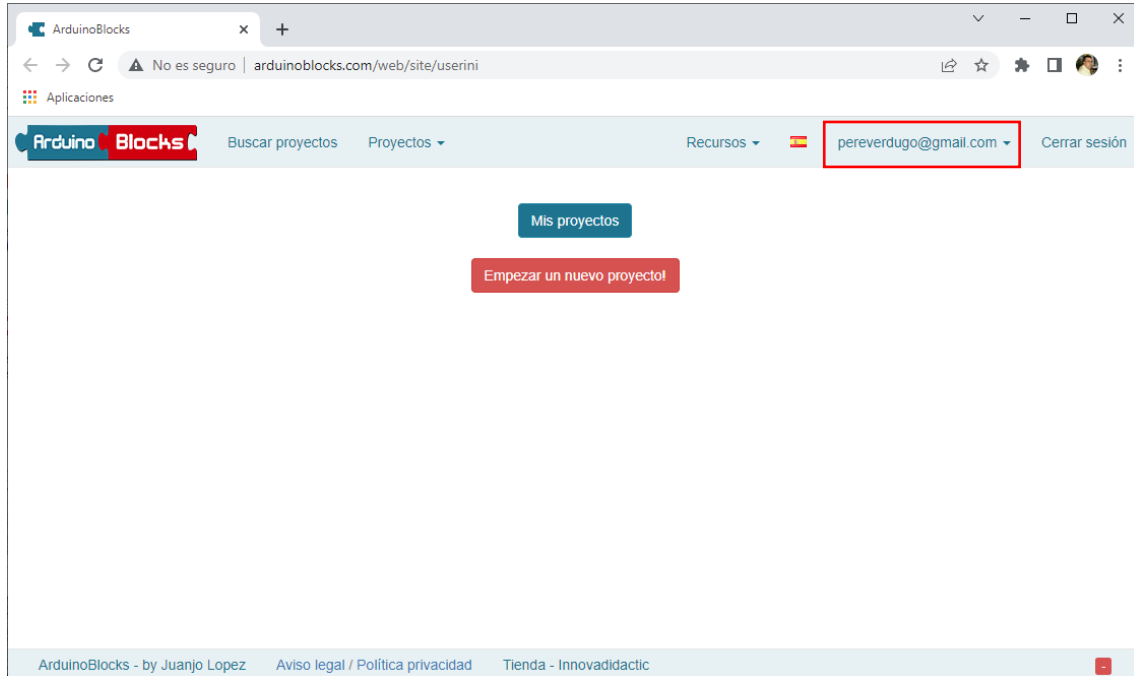 ArduinoBlocks
No es seguro | arduinoblocks.com/web/site/userini
Aplicaciones
Arduino Blocks Buscar proyectos Proyectos Recursos pereverdugo@gmail.com Cerrar sesión
Mis proyectos
Empezar un nuevo proyecto!
ArduinoBlocks - by Juanjo Lopez Aviso legal / Política privacidad Tienda - Innovadidactic -